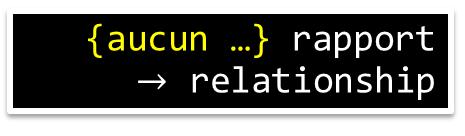 {aucun …} rapport
→ relationship